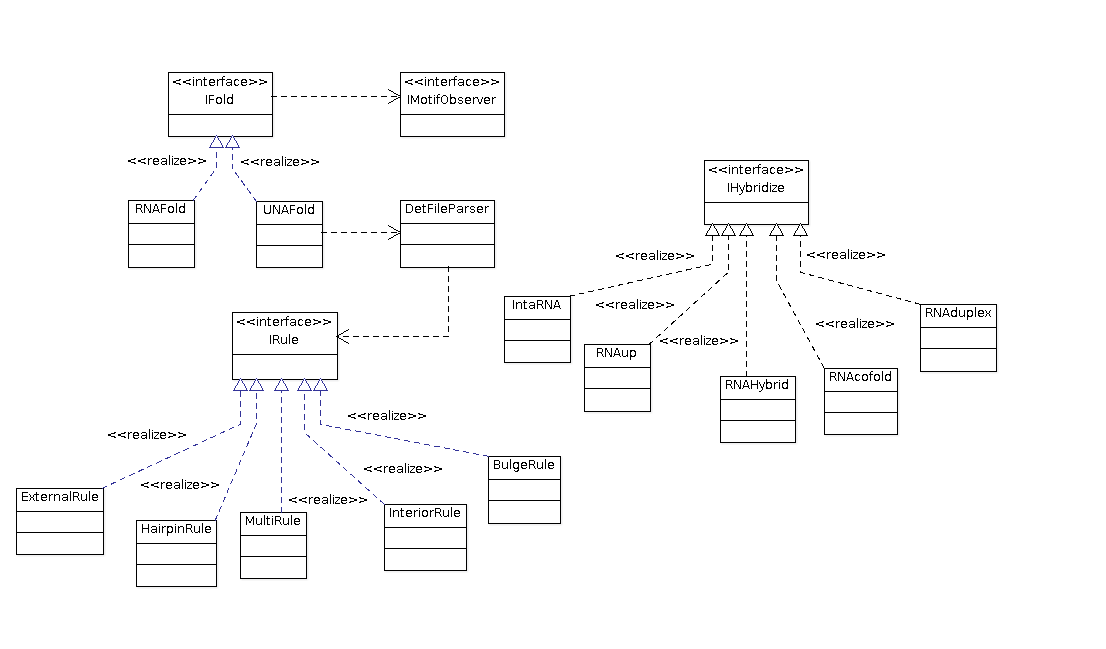 <<interface>>
IFold
<<interface>>
IMotifObserver
<<realize>>
<<realize>>
RNAFold
UNAFold
DetFileParser
<<interface>>
IRule
<<realize>>
<<realize>>
<<realize>>
<<realize>>
<<realize>>
ExternalRule
HairpinRule
MultiRule
InteriorRule
BulgeRule
<<interface>>
IHybridize
<<realize>>
<<realize>>
<<realize>>
<<realize>>
<<realize>>
IntaRNA
RNAup
RNAHybrid
RNAcofold
RNAduplex